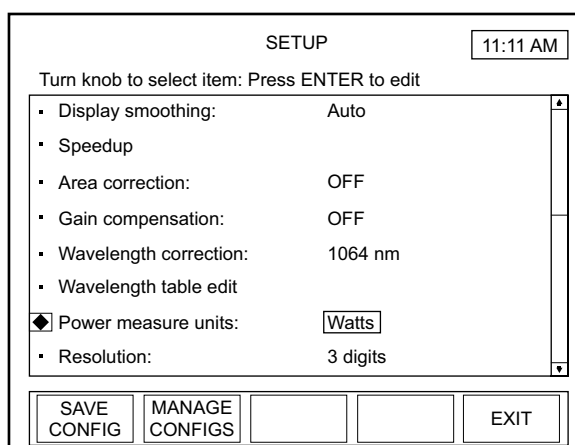 SETUP
11:11 AM
Turn knob to select item: Press ENTER to edit
Display smoothing: Auto
Speedup
Area correction: OFF
Gain compensation: OFF
Wavelength correction: 1064 nm
Wavelength table edit
Power measure units: Watts
Resolution: 3 digits
SAVE CONFIG
MANAGE CONFIGS
EXIT